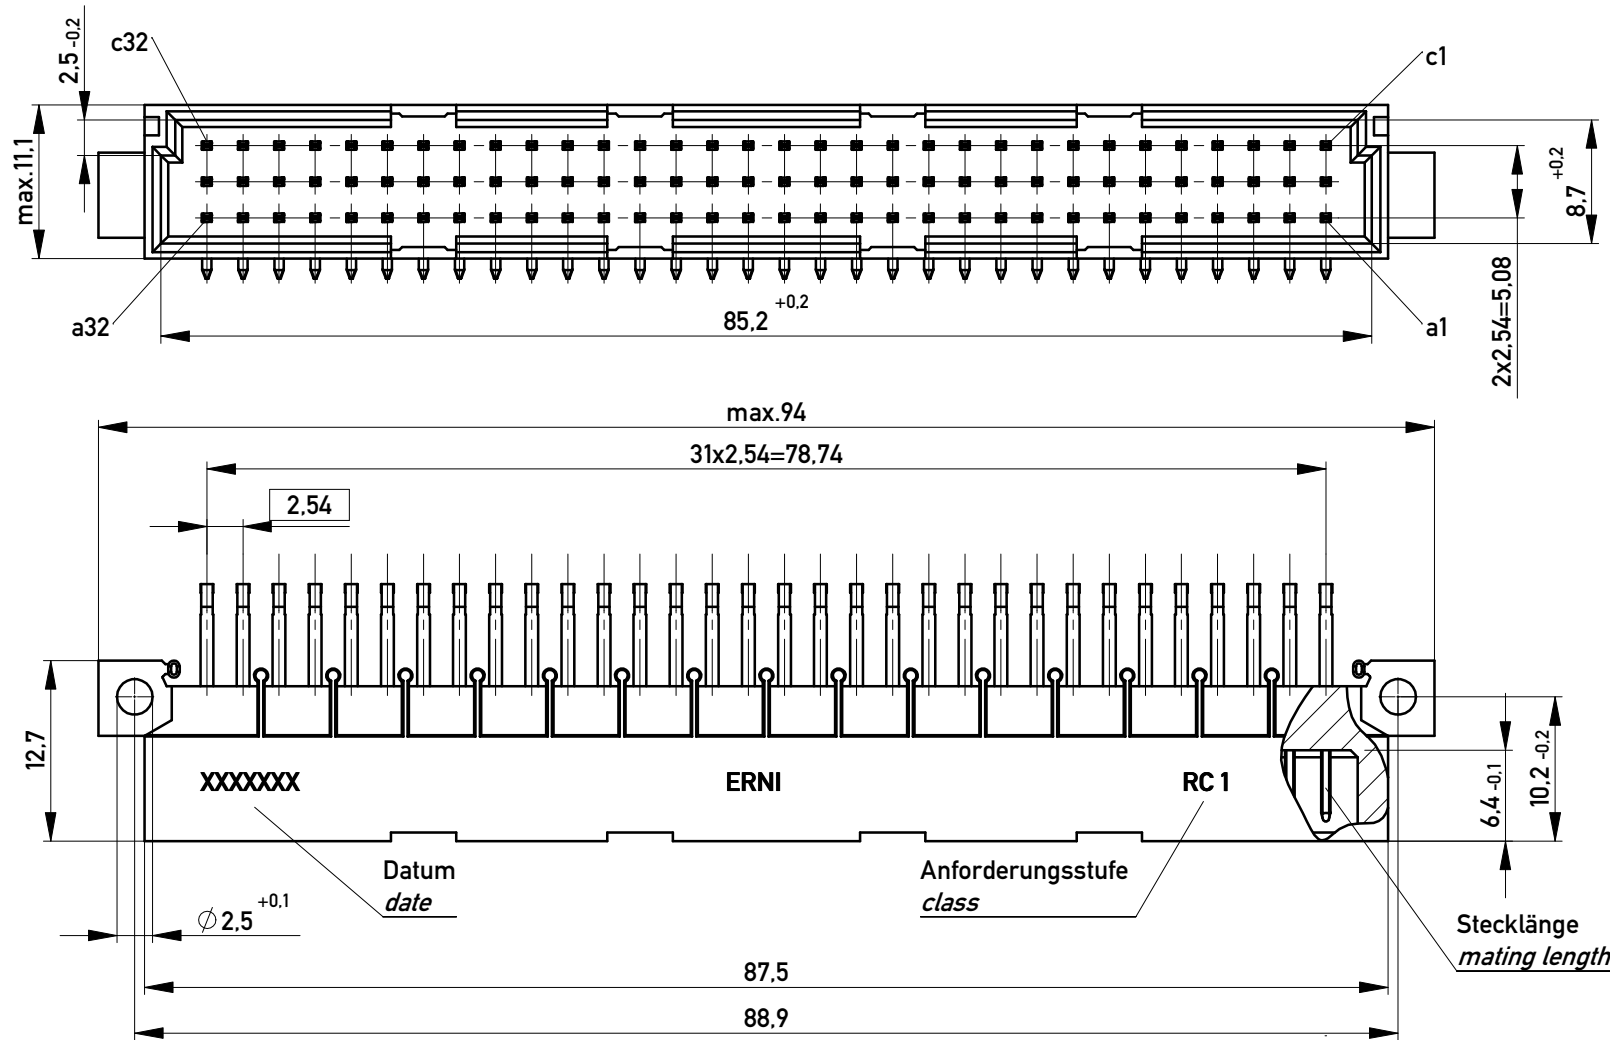 c32
c1
2,5 -0,2
max.11,1
8,7 +0,2
2x2,54=5,08
a32
85,2 +0,2
a1
max.94
31x2,54=78,74
2,54
12,7
XXXXXXX
ERNI
RC 1
6,4 -0,1
10,2 -0,2
Datum
date
Anforderungsstufe
class
∅ 2,5 +0,1
Stecklänge
mating length
87,5
88,9